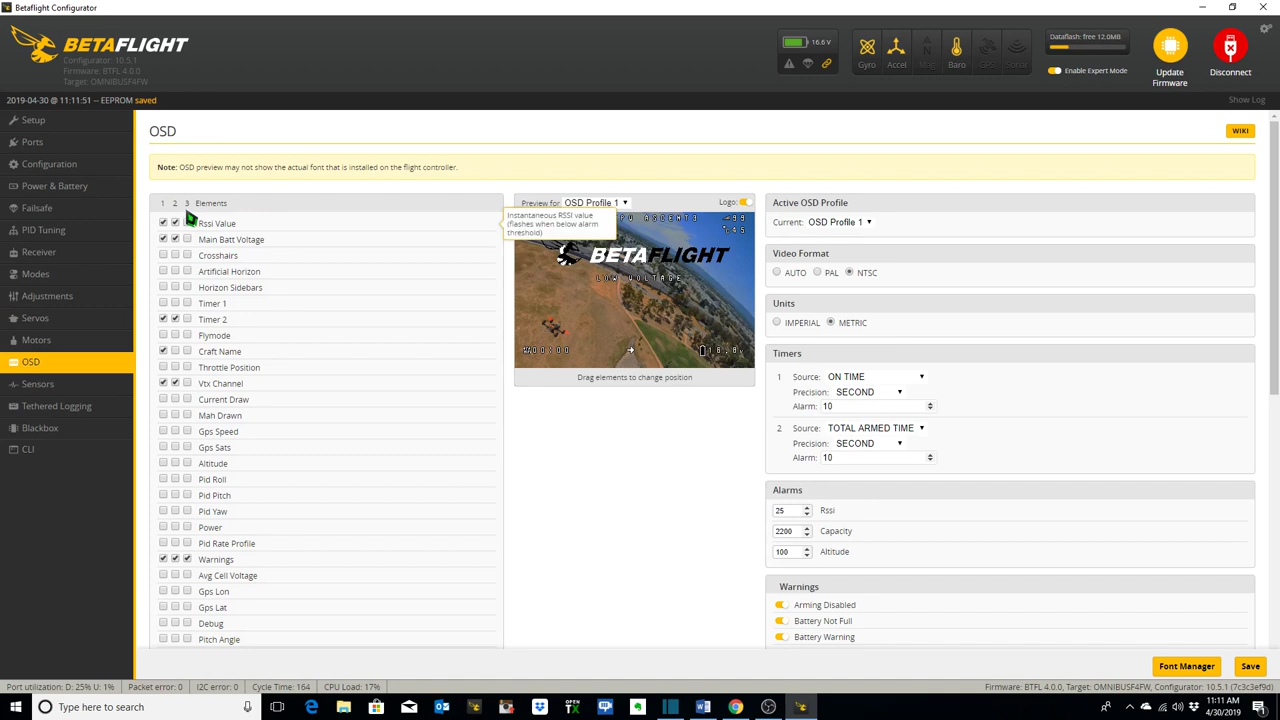 Betaflight Configurator
BETAFLIGHT
Configurator: 10.5.1
Firmware: BTFL 4.0.0
Target: OMNIBUSF4FW
16.6 V
Gyro
Accel
Mag
Baro
GPS
Sonar
Dataflash: free 12.0MB
Enable Expert Mode
Update
Firmware
Disconnect
2019-04-30 @ 11:11:51 -- EEPROM saved
Show Log
Setup
Ports
Configuration
Power & Battery
Failsafe
PID Tuning
Receiver
Modes
Adjustments
Servos
Motors
OSD
Sensors
Tethered Logging
Blackbox
CLI
OSD
WIKI
Note: OSD preview may not show the actual font that is installed on the flight controller.
1 2 3 Elements
Rssi Value
Main Batt Voltage
Crosshairs
Artificial Horizon
Horizon Sidebars
Timer 1
Timer 2
Flymode
Craft Name
Throttle Position
Vtx Channel
Current Draw
Mah Drawn
Gps Speed
Gps Sats
Altitude
Pid Roll
Pid Pitch
Pid Yaw
Power
Pid Rate Profile
Warnings
Avg Cell Voltage
Gps Lon
Gps Lat
Debug
Pitch Angle
Instantaneous RSSI value
(flashes when below alarm
threshold)
Preview for: OSD Profile 1
Logo:
BETAFLIGHT
LOW VOLTAGE
Drag elements to change position
Active OSD Profile
Current: OSD Profile 1
Video Format
AUTO PAL NTSC
Units
IMPERIAL METRIC
Timers
1 Source: ON TIME
Precision: SECOND
Alarm: 10
2 Source: TOTAL ARMED TIME
Precision: SECOND
Alarm: 10
Alarms
25 Rssi
2200 Capacity
100 Altitude
Warnings
Arming Disabled
Battery Not Full
Battery Warning
Font Manager
Save
Port utilization: D: 25% U: 1%
Packet error: 0
I2C error: 0
Cycle Time: 164
CPU Load: 17%
Firmware: BTFL 4.0.0, Target: OMNIBUSF4FW, Configurator: 10.5.1 (7c3c3ef9d)
Type here to search
OPEN
TX
11:11 AM
4/30/2019